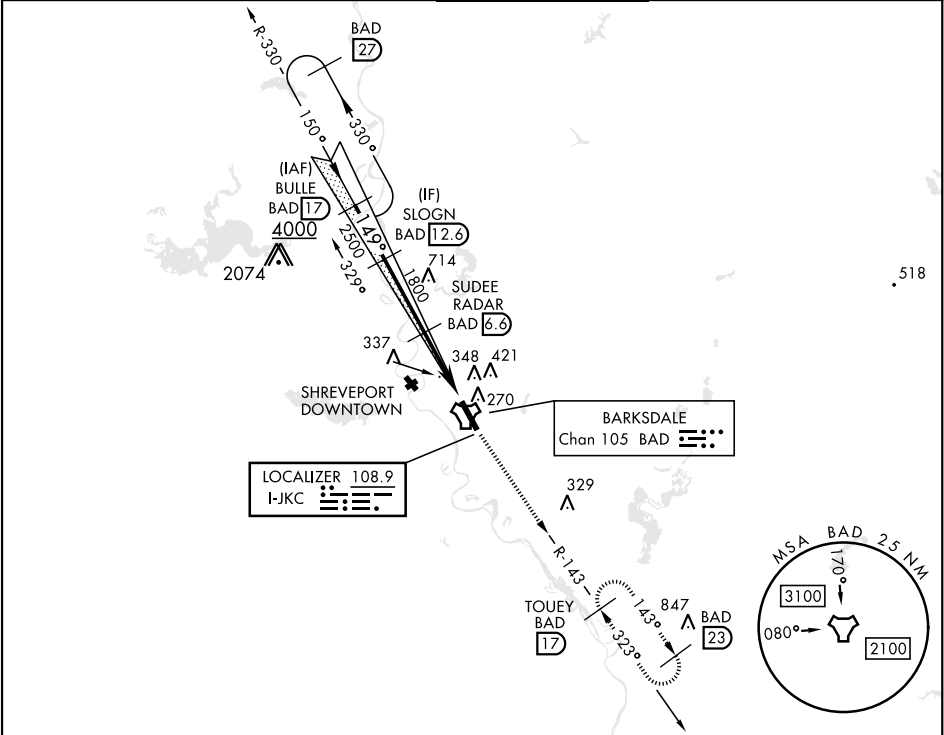 BAD
27
R-330
150°
330°
(IAF)
BULLE
BAD 17
4000
2074
2500
149°
329°
(IF)
SLOGN
BAD 12.6
714
1800
SUDEE
RADAR
BAD 6.6
518
337
348
421
270
SHREVEPORT
DOWNTOWN
BARKSDALE
Chan 105 BAD
LOCALIZER 108.9
I-JKC
329
R-143
TOUEY
BAD
17
143°
323°
847
BAD
23
MSA BAD 25 NM
170°
3100
080°
2100